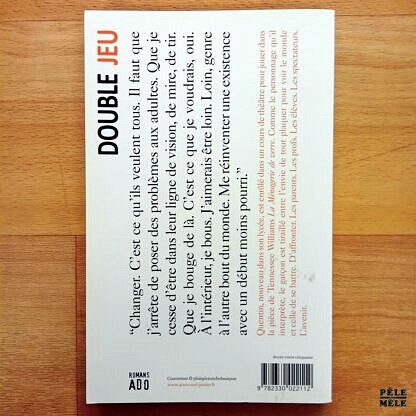 DOUBLE JEU
“Changer. C’est ce qu’ils veulent tous. Il faut que
j’arrête de poser des problèmes aux adultes. Que je
cesse d’être dans leur ligne de vision, de mire, de tir.
Que je bouge de là. C’est ce que je voudrais, oui.
À l’intérieur, je bous. J’aimerais être loin. Loin, genre
à l’autre bout du monde. Me réinventer une existence
avec un début moins pourri.”
Quentin, nouveau dans son lycée, est enrôlé dans un cours de théâtre pour jouer dans
la pièce de Tennessee Williams La Ménagerie de verre. Comme le personnage qu’il
interprète, le garçon est tiraillé entre l’envie de tout plaquer pour voir le monde
et celle de se battre. D’affronter. Les parents. Les profs. Les élèves. Les spectateurs.
L’avenir.
ROMANS
ADO
9 782330 022112
PÊLE
MÊLE